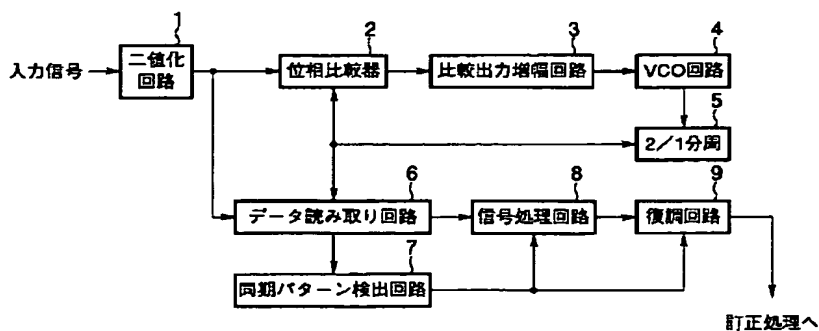 1
二値化
回路
入力信号
2
位相比較器
3
比較出力増幅回路
4
VCO回路
5
2/1分周
6
データ読み取り回路
7
同期パターン検出回路
8
信号処理回路
9
復調回路
訂正処理へ